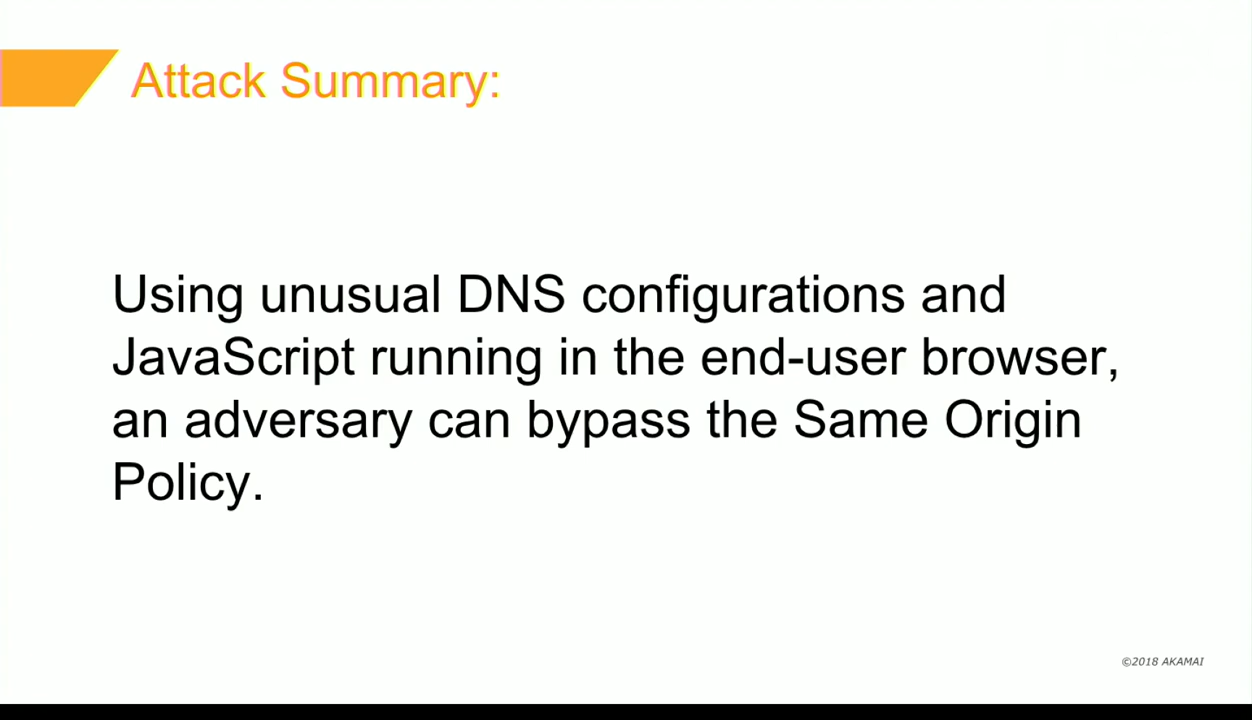 Attack Summary:
Using unusual DNS configurations and
JavaScript running in the end-user browser,
an adversary can bypass the Same Origin
Policy.
©2018 AKAMAI